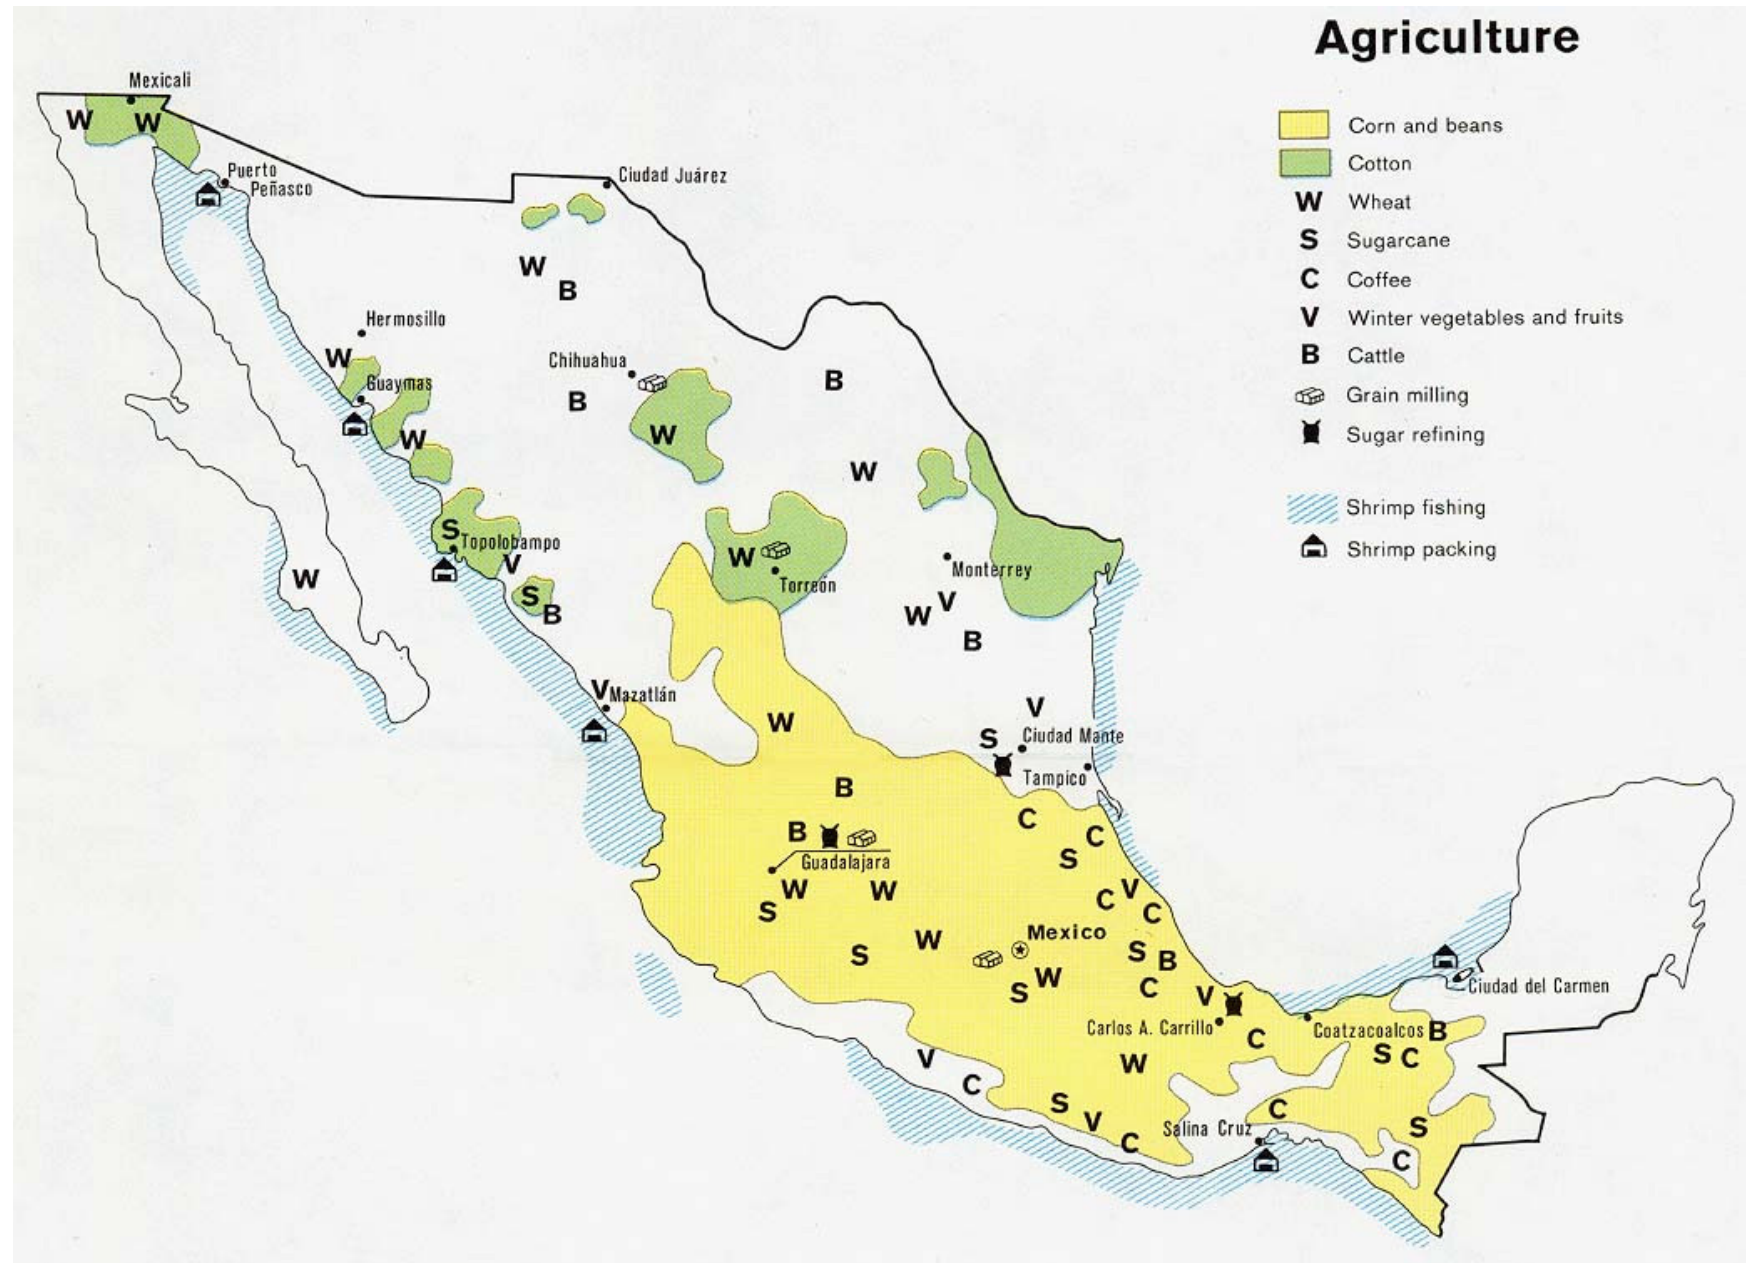 Agriculture
Corn and beans
Cotton
W Wheat
S Sugarcane
C Coffee
V Winter vegetables and fruits
B Cattle
Grain milling
Sugar refining
Shrimp fishing
Shrimp packing
Mexicali
W W
Puerto
Peñasco
Ciudad Juárez
W
B
Hermosillo
W
Chihuahua
B
B
Guaymas
W
W
W
S
Topolobampo
V
W
Torreón
Monterrey
W
S
B
W V
B
V
Mazatlán
W
V
S
Ciudad Mante
Tampico
B
C
C
B
Guadalajara
S
W
W
C
V
C
S
Mexico
W
S
S
B
W
S
C
V
Ciudad del Carmen
Carlos A. Carrillo
Coatzacoalcos
B
C
S C
V
W
C
S
V
C
C
Salina Cruz
S
C